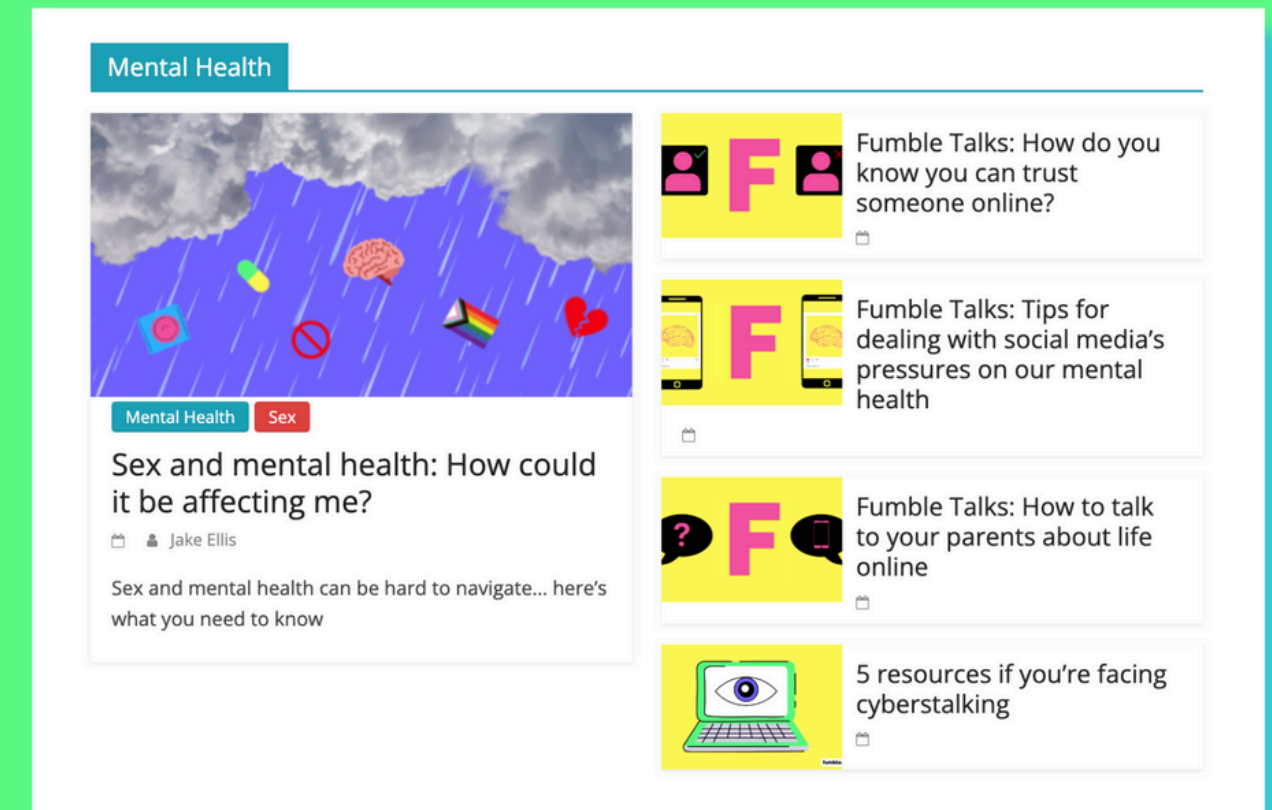 Mental Health
Mental Health
Sex
Sex and mental health: How could
it be affecting me?
Jake Ellis
Sex and mental health can be hard to navigate... here's
what you need to know
F
Fumble Talks: How do you
know you can trust
someone online?
F
Fumble Talks: Tips for
dealing with social media's
pressures on our mental
health
?
F
Fumble Talks: How to talk
to your parents about life
online
fumble.
5 resources if you're facing
cyberstalking